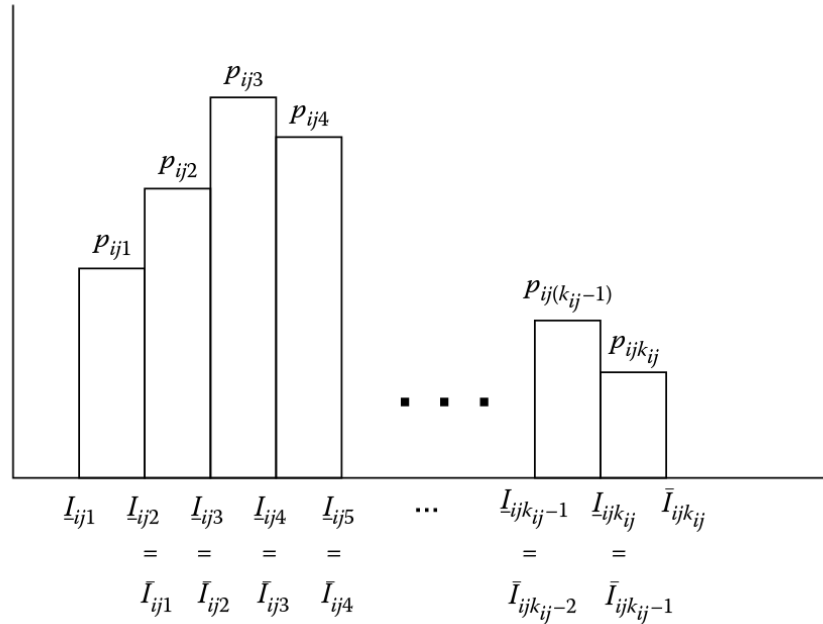 p_{ij3}
p_{ij4}
p_{ij2}
p_{ij1}
p_{ij(k_{ij}−1)}
p_{ijk_{ij}}
. . .
I̲_{ij1} I̲_{ij2} I̲_{ij3} I̲_{ij4} I̲_{ij5} ... I̲_{ijk_{ij}−1} I̲_{ijk_{ij}} Ī_{ijk_{ij}}
= = = = = =
Ī_{ij1} Ī_{ij2} Ī_{ij3} Ī_{ij4} Ī_{ijk_{ij}−2} Ī_{ijk_{ij}−1}